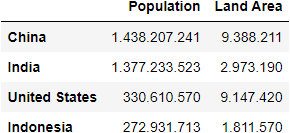 Population Land Area
China 1.438.207.241 9.388.211
India 1.377.233.523 2.973.190
United States 330.610.570 9.147.420
Indonesia 272.931.713 1.811.570